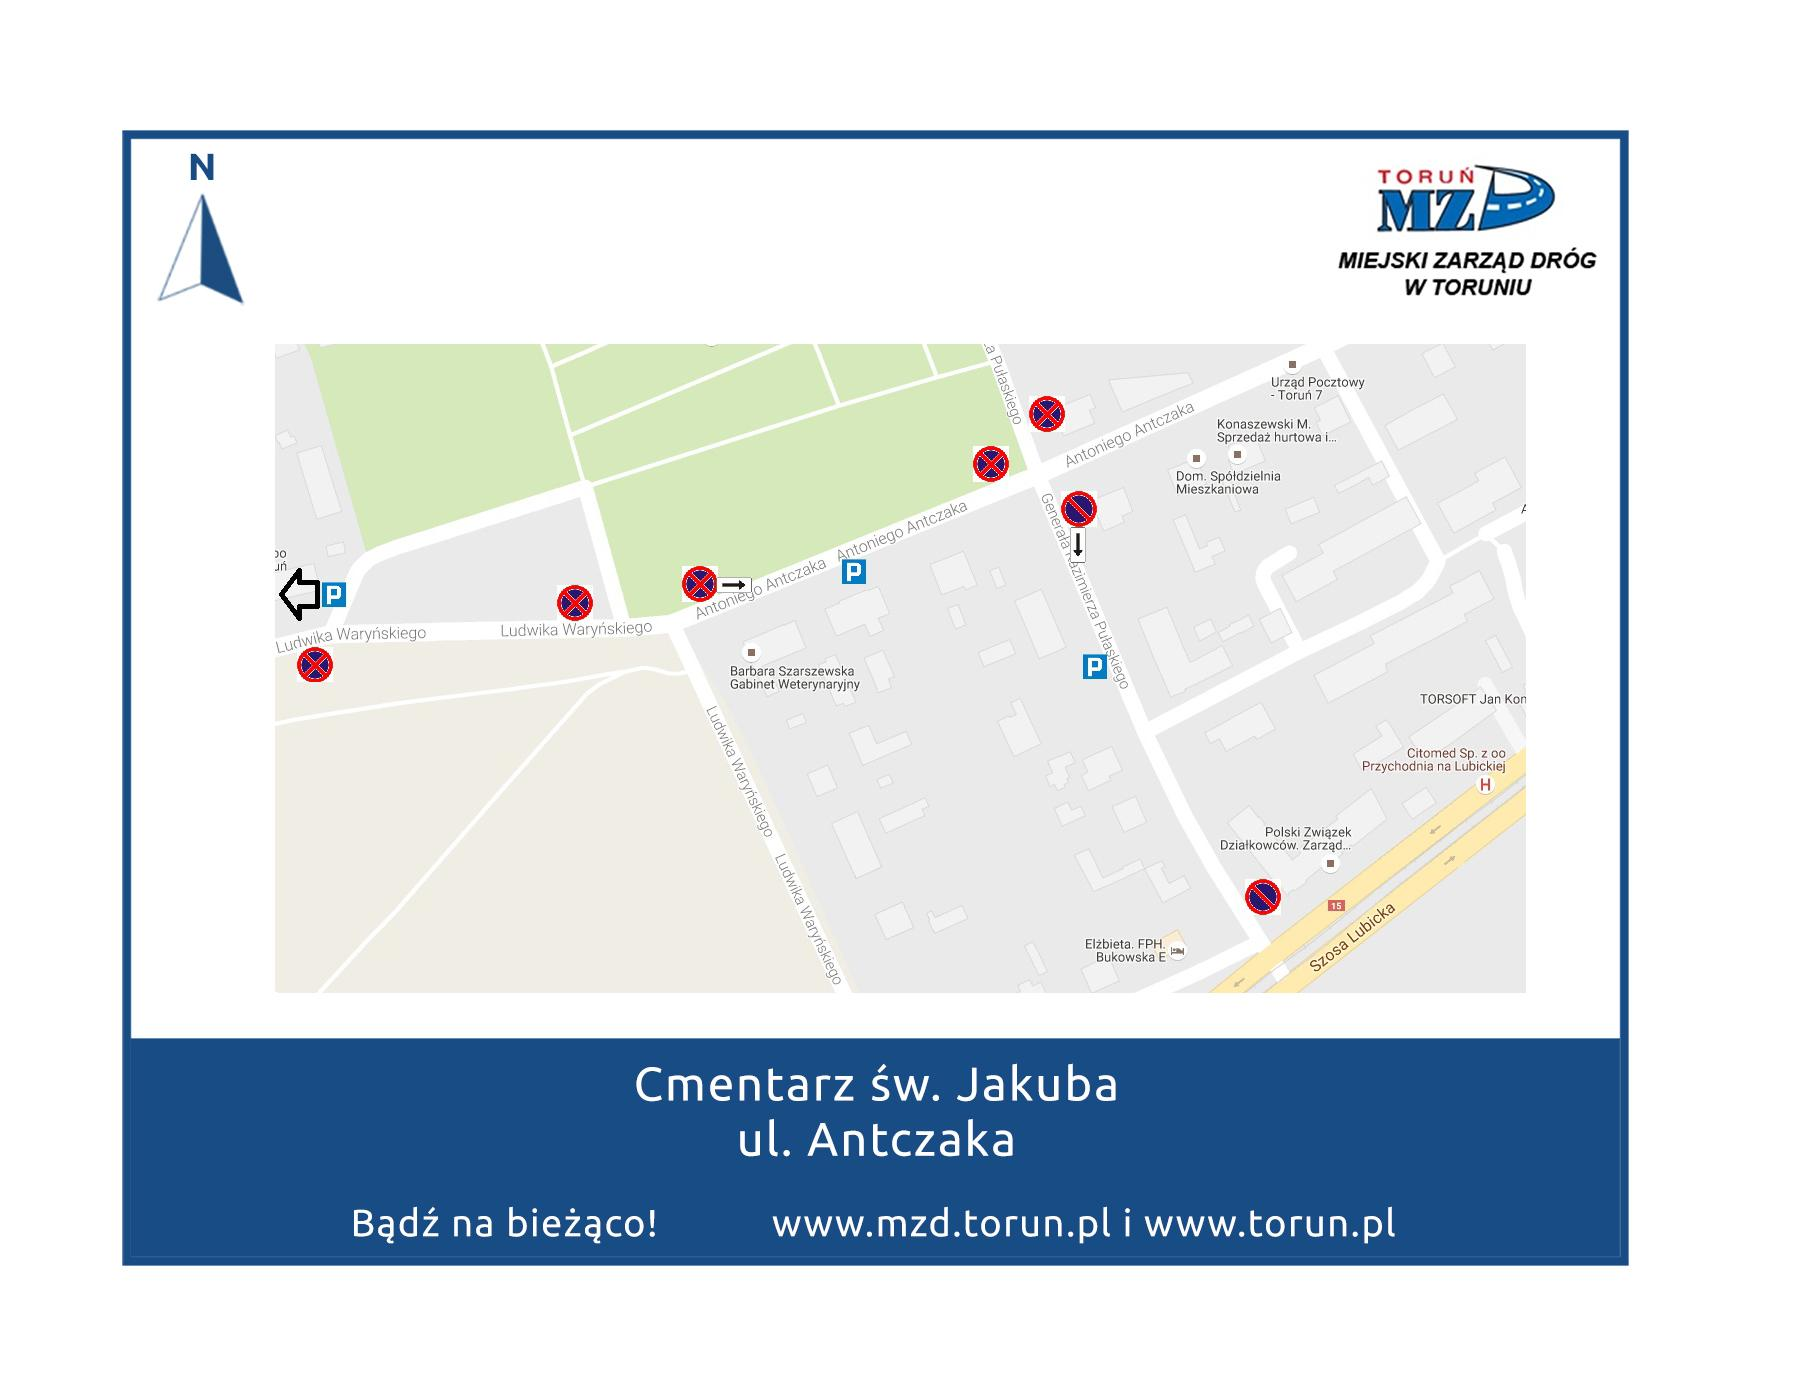 N
TORUŃ
MZD
MIEJSKI ZARZĄD DRÓG
W TORUNIU
Pułaskiego
Urząd Pocztowy
- Toruń 7
Antoniego Antczaka
Konaszewski M.
Sprzedaż hurtowa i...
Dom. Spółdzielnia
Mieszkaniowa
Generała Kazimierza Pułaskiego
Antoniego Antczaka
Antoniego Antczaka
P
P
Ludwika Waryńskiego
Ludwika Waryńskiego
Barbara Szarszewska
Gabinet Weterynaryjny
P
TORSOFT Jan Kon
Ludwika Waryńskiego
Citomed Sp. z oo
Przychodnia na Lubickiej
H
Polski Związek
Działkowców. Zarząd...
Ludwika Waryńskiego
15
Szosa Lubicka
Elżbieta. FPH.
Bukowska E
Cmentarz św. Jakuba
ul. Antczaka
Bądź na bieżąco! www.mzd.torun.pl i www.torun.pl